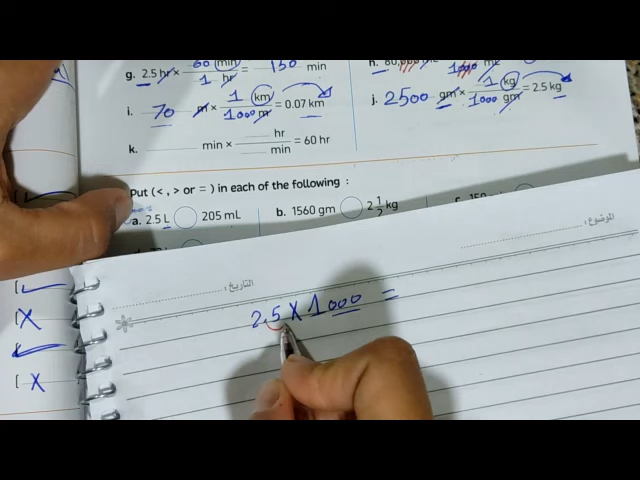 g. 2.5 hr × 60 min / 1 hr = 150 min
i. 70 m × 1 km / 1000 m = 0.07 km
j. 2500 gm × 1 kg / 1000 gm = 2.5 kg
k. min × hr / min = 60 hr
Put (<, > or =) in each of the following :
a. 2.5 L 205 mL b. 1560 gm 2 1/2 kg
الموضوع :
التاريخ :
2.5 × 1000 =